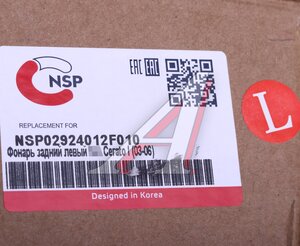 NSP
EAC EAC
REPLACEMENT FOR
NSP02924012F010
Фонарь задний левый Cerato I (03-06)
Designed in Korea
L